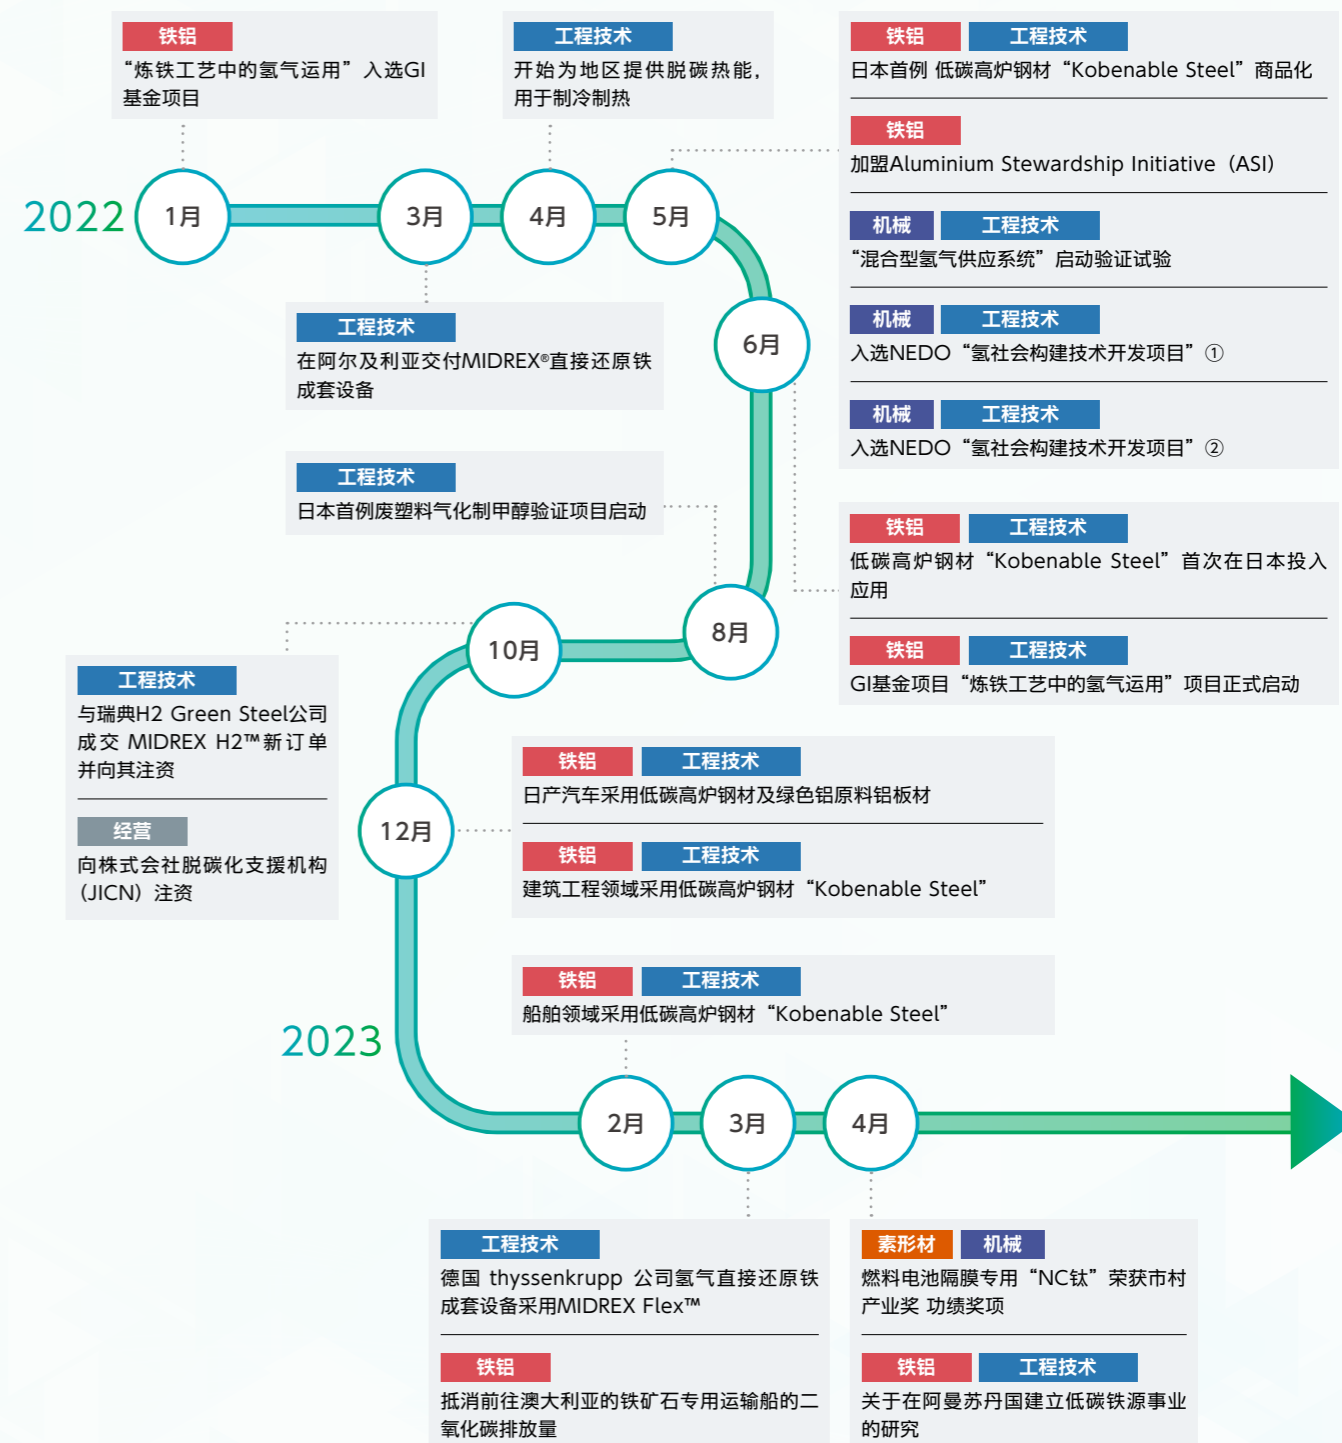 铁铝
“炼铁工艺中的氢气运用”入选GI
基金项目
工程技术
开始为地区提供脱碳热能，
用于制冷制热
铁铝 工程技术
日本首例 低碳高炉钢材“Kobenable Steel”商品化
铁铝
加盟Aluminium Stewardship Initiative（ASI）
机械 工程技术
“混合型氢气供应系统”启动验证试验
机械 工程技术
入选NEDO“氢社会构建技术开发项目”①
机械 工程技术
入选NEDO“氢社会构建技术开发项目”②
2022
1月
3月
4月
5月
工程技术
在阿尔及利亚交付MIDREX®直接还原铁
成套设备
6月
工程技术
日本首例废塑料气化制甲醇验证项目启动
铁铝 工程技术
低碳高炉钢材“Kobenable Steel”首次在日本投入
应用
铁铝 工程技术
GI基金项目“炼铁工艺中的氢气运用”项目正式启动
8月
10月
工程技术
与瑞典H2 Green Steel公司
成交 MIDREX H2™新订单
并向其注资
经营
向株式会社脱碳化支援机构
（JICN）注资
12月
铁铝 工程技术
日产汽车采用低碳高炉钢材及绿色铝原料铝板材
铁铝 工程技术
建筑工程领域采用低碳高炉钢材“Kobenable Steel”
铁铝 工程技术
船舶领域采用低碳高炉钢材“Kobenable Steel”
2023
2月
3月
4月
工程技术
德国 thyssenkrupp 公司氢气直接还原铁
成套设备采用MIDREX Flex™
铁铝
抵消前往澳大利亚的铁矿石专用运输船的二
氧化碳排放量
素形材 机械
燃料电池隔膜专用“NC钛”荣获市村
产业奖 功绩奖项
铁铝 工程技术
关于在阿曼苏丹国建立低碳铁源事业
的研究